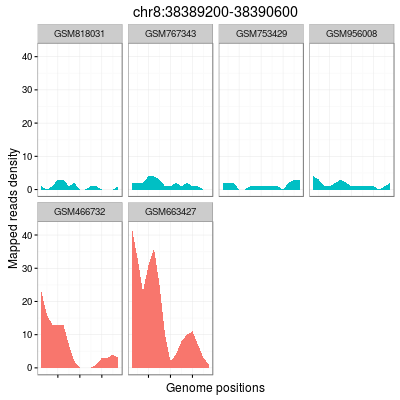 chr8:38389200-38390600
GSM818031 GSM767343 GSM753429 GSM956008
40
30
20
10
0
GSM466732 GSM663427
40
30
20
10
0
Mapped reads density
Genome positions